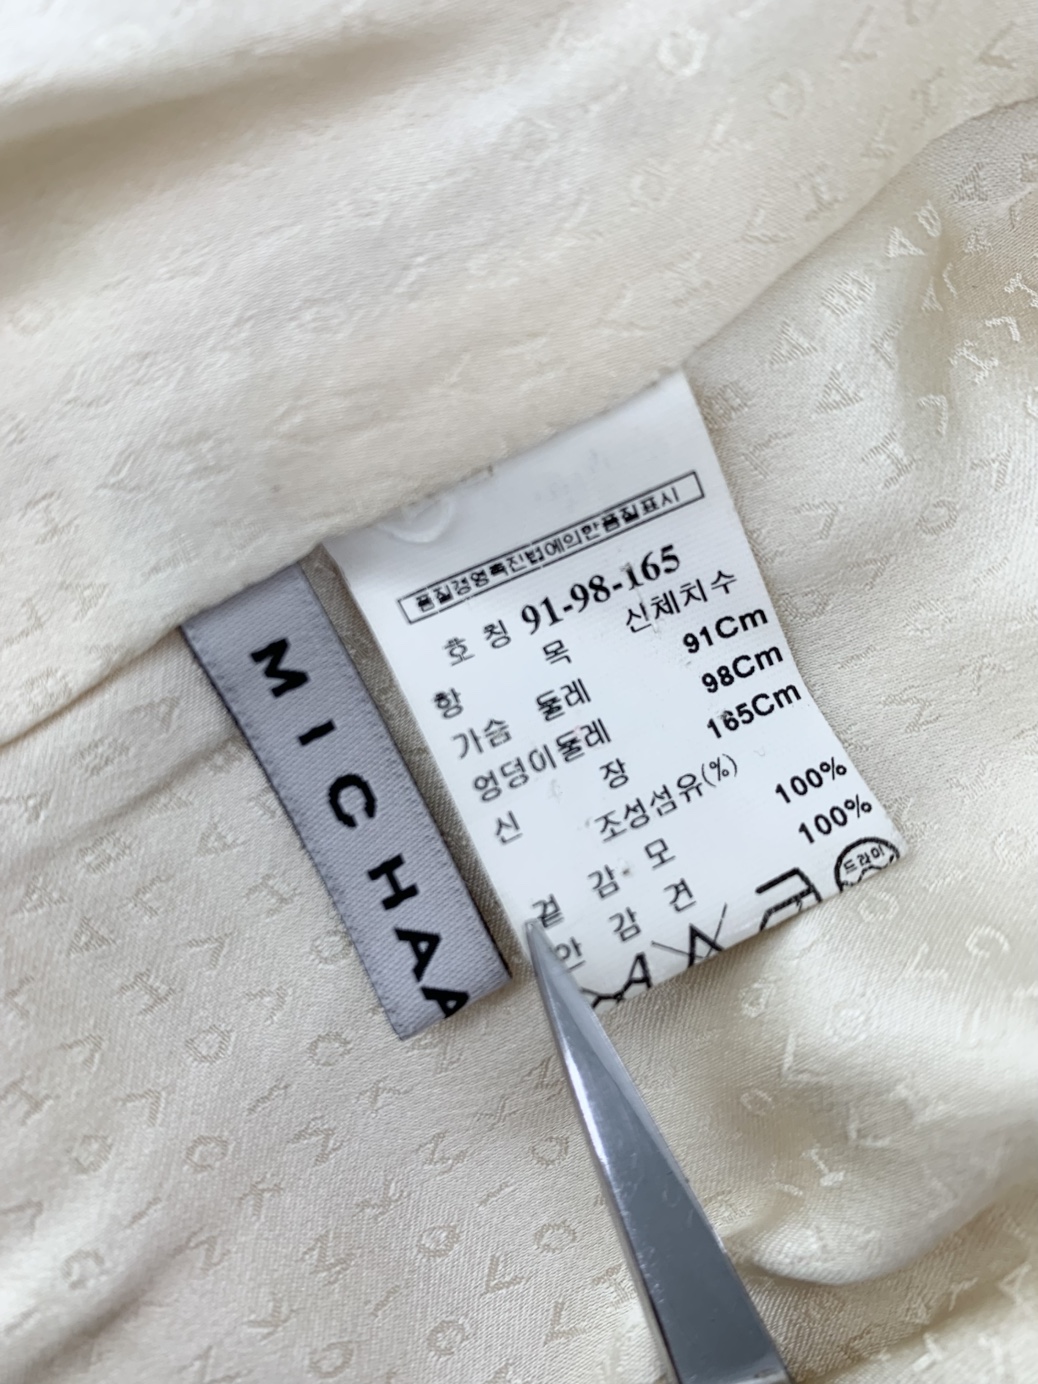 MICHAA
품질경영촉진법에의한품질표시
호 칭 91-98-165
항 목 신체치수
가슴 둘레 91Cm
엉덩이둘레 98Cm
신 장 165Cm
조성섬유(%)
겉 감 모 100%
안 감 견 100%
드라이